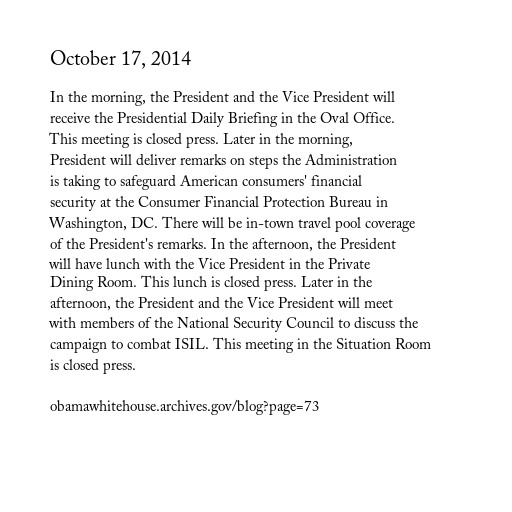 October 17, 2014
In the morning, the President and the Vice President will
receive the Presidential Daily Briefing in the Oval Office.
This meeting is closed press. Later in the morning,
President will deliver remarks on steps the Administration
is taking to safeguard American consumers' financial
security at the Consumer Financial Protection Bureau in
Washington, DC. There will be in-town travel pool coverage
of the President's remarks. In the afternoon, the President
will have lunch with the Vice President in the Private
Dining Room. This lunch is closed press. Later in the
afternoon, the President and the Vice President will meet
with members of the National Security Council to discuss the
campaign to combat ISIL. This meeting in the Situation Room
is closed press.
obamawhitehouse.archives.gov/blog?page=73